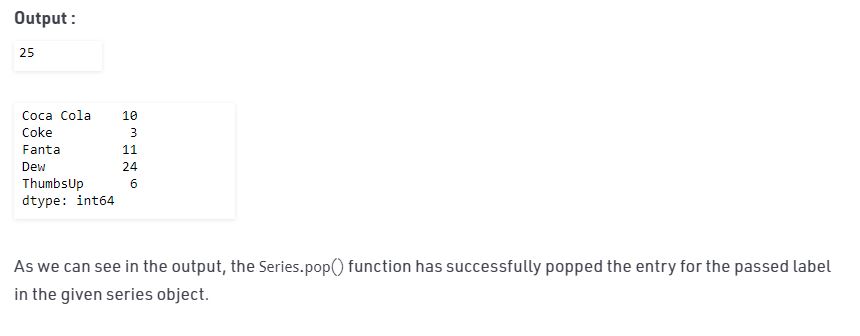 Output :
25
Coca Cola    10
Coke          3
Fanta        11
Dew          24
ThumbsUp      6
dtype: int64
As we can see in the output, the Series.pop() function has successfully popped the entry for the passed label
in the given series object.